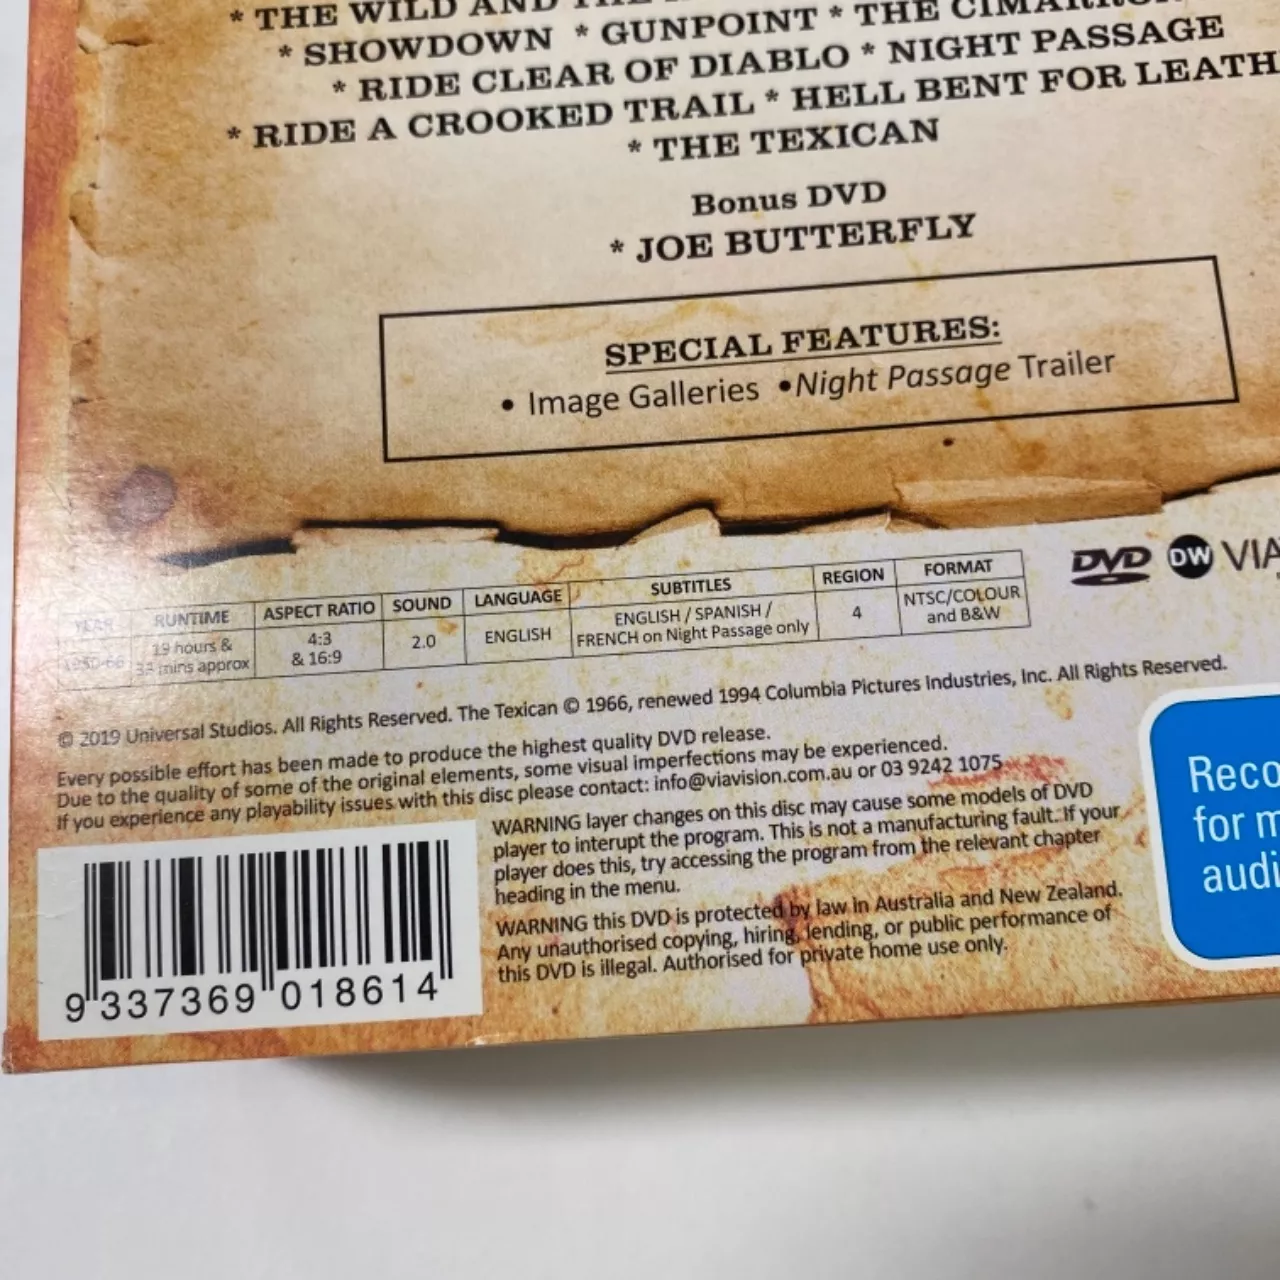 * THE WILD AND THE
* SHOWDOWN * GUNPOINT * THE
* RIDE CLEAR OF DIABLO * NIGHT PASSAGE
* RIDE A CROOKED TRAIL * HELL BENT FOR LEATH
* THE TEXICAN
Bonus DVD
* JOE BUTTERFLY
SPECIAL FEATURES:
• Image Galleries •Night Passage Trailer
DVD DW VIA
YEAR RUNTIME ASPECT RATIO SOUND LANGUAGE SUBTITLES REGION FORMAT
19 hours & 4:3 2.0 ENGLISH ENGLISH / SPANISH / 4 NTSC/COLOUR
mins approx & 16:9 FRENCH on Night Passage only and B&W
© 2019 Universal Studios. All Rights Reserved. The Texican © 1966, renewed 1994 Columbia Pictures Industries, Inc. All Rights Reserved.
Every possible effort has been made to produce the highest quality DVD release.
Due to the quality of some of the original elements, some visual imperfections may be experienced.
If you experience any playability issues with this disc please contact: info@viavision.com.au or 03 9242 1075
WARNING layer changes on this disc may cause some models of DVD
player to interupt the program. This is not a manufacturing fault. If your
player does this, try accessing the program from the relevant chapter
heading in the menu.
WARNING this DVD is protected by law in Australia and New Zealand.
Any unauthorised copying, hiring, lending, or public performance of
this DVD is illegal. Authorised for private home use only.
9 337369 018614
Reco
for m
audi